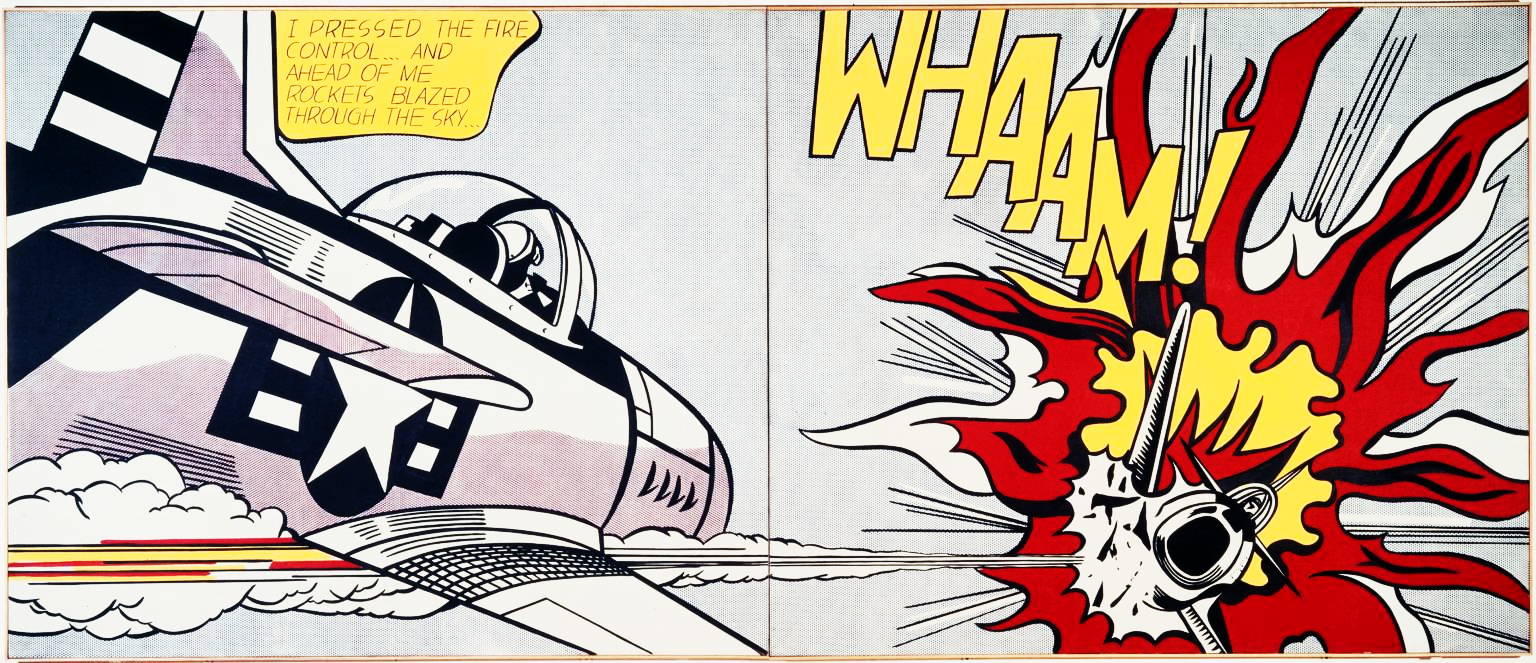 I PRESSED THE FIRE
CONTROL... AND
AHEAD OF ME
ROCKETS BLAZED
THROUGH THE SKY...
WHAAM!